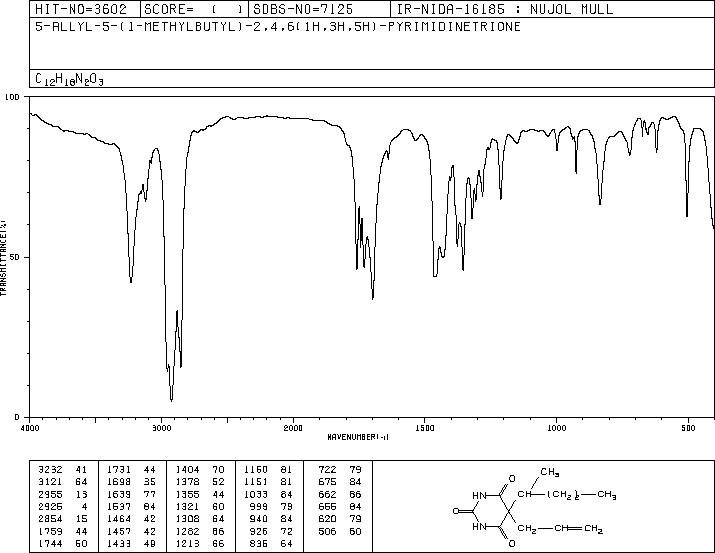 HIT-NO=3602 SCORE= ( ) SDBS-NO=7125 IR-NIDA-16185 : NUJOL MULL
5-ALLYL-5-(1-METHYLBUTYL)-2,4,6(1H,3H,5H)-PYRIMIDINETRIONE
C12H18N2O3
100
50
0
TRANSMITTANCE(%)
4000 3000 2000 1500 1000 500
WAVENUMBER(-1)
3232 41 1731 44 1404 70 1160 81 722 79
3121 64 1698 35 1378 52 1151 81 675 84
2955 13 1639 77 1355 44 1033 84 662 86
2925 4 1537 84 1321 60 999 79 655 84
2854 15 1464 42 1308 64 940 84 620 79
1759 44 1457 42 1282 66 926 72 506 60
1744 50 1433 49 1213 66 836 64
CH3
O
HN CH—(CH2)2—CH3
O
HN CH2—CH=CH2
O